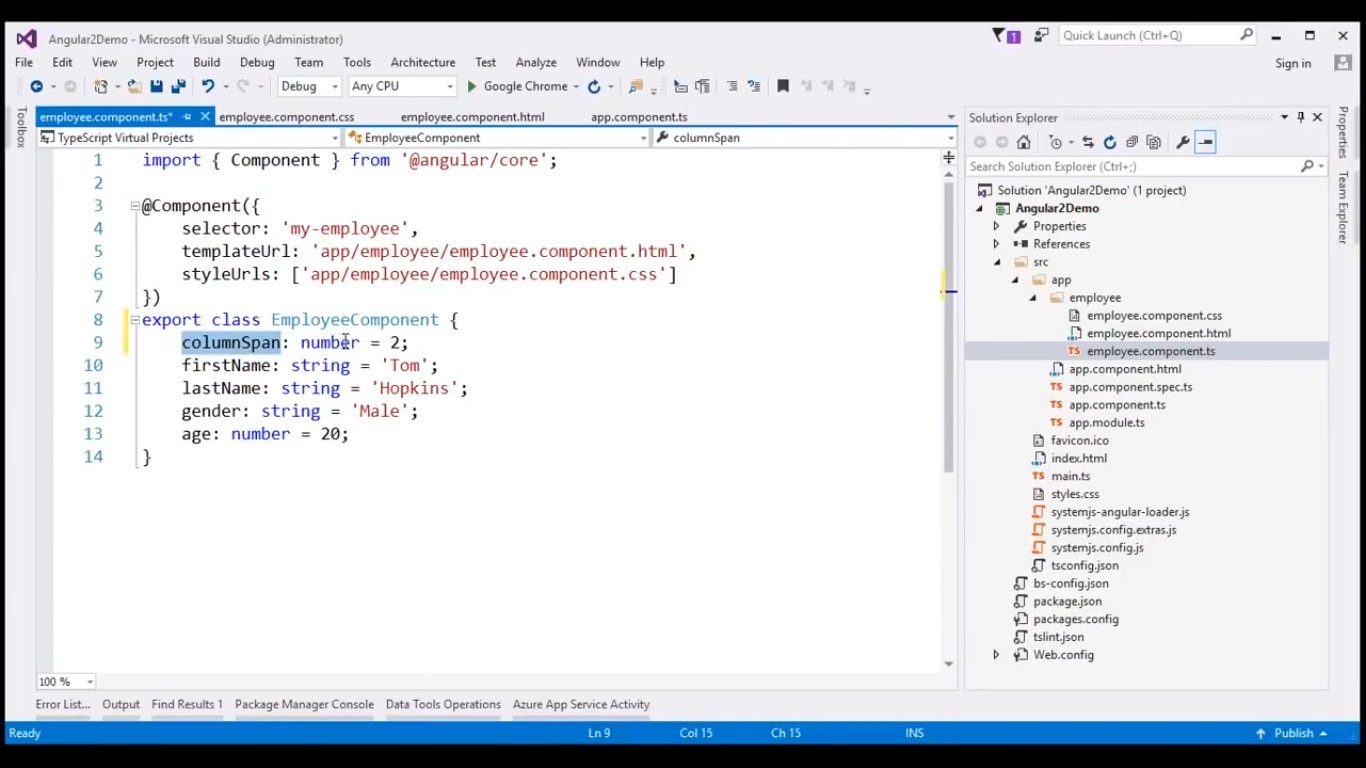 Angular2Demo - Microsoft Visual Studio (Administrator)
1
Quick Launch (Ctrl+Q)
File Edit View Project Build Debug Team Tools Architecture Test Analyze Window Help
Sign in
Debug Any CPU Google Chrome
employee.component.ts* employee.component.css employee.component.html app.component.ts
TypeScript Virtual Projects EmployeeComponent columnSpan
Toolbox
1 import { Component } from '@angular/core';
2
3 @Component({
4 selector: 'my-employee',
5 templateUrl: 'app/employee/employee.component.html',
6 styleUrls: ['app/employee/employee.component.css']
7 })
8 export class EmployeeComponent {
9 columnSpan: number = 2;
10 firstName: string = 'Tom';
11 lastName: string = 'Hopkins';
12 gender: string = 'Male';
13 age: number = 20;
14 }
100 %
Solution Explorer
Search Solution Explorer (Ctrl+;)
Solution 'Angular2Demo' (1 project)
Angular2Demo
Properties
References
src
app
employee
employee.component.css
employee.component.html
TS employee.component.ts
app.component.html
TS app.component.spec.ts
TS app.component.ts
TS app.module.ts
favicon.ico
index.html
TS main.ts
styles.css
systemjs-angular-loader.js
systemjs.config.extras.js
systemjs.config.js
tsconfig.json
bs-config.json
package.json
packages.config
tslint.json
Web.config
Properties
Team Explorer
Error List... Output Find Results 1 Package Manager Console Data Tools Operations Azure App Service Activity
Ready Ln 9 Col 15 Ch 15 INS Publish